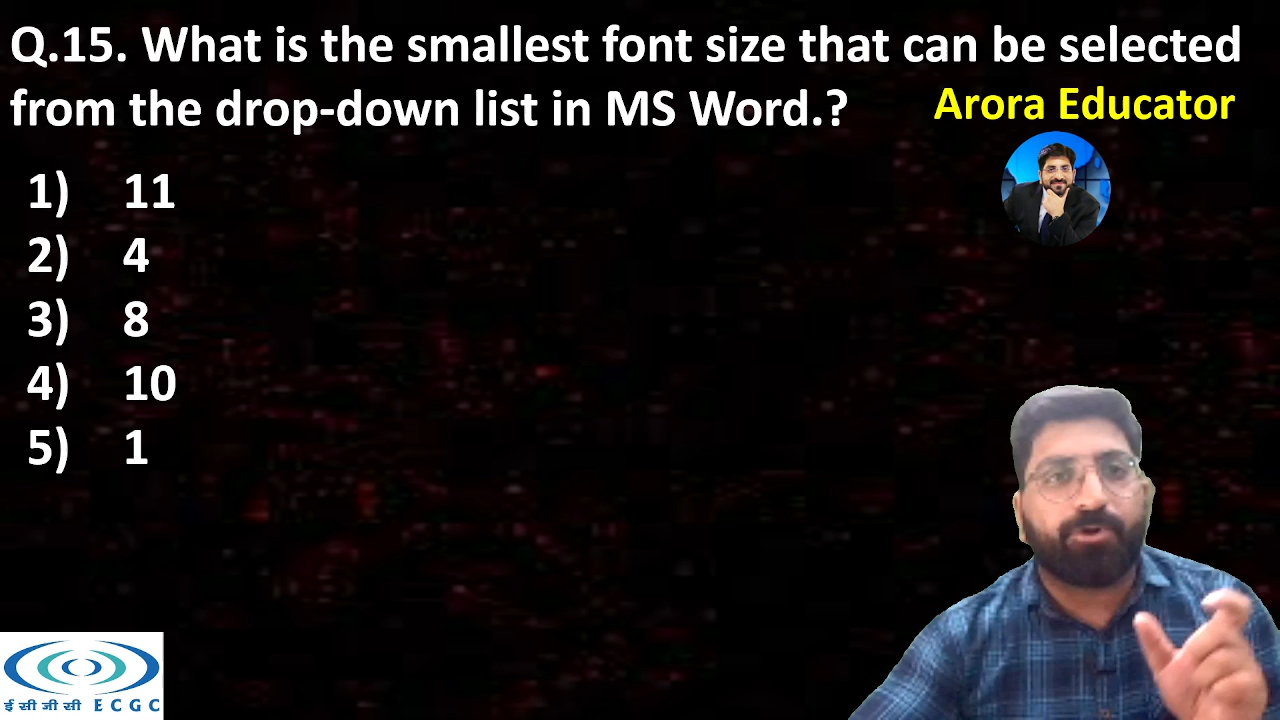 Q.15. What is the smallest font size that can be selected
from the drop-down list in MS Word.?
Arora Educator
1) 11
2) 4
3) 8
4) 10
5) 1
ई सी जी सी E C G C